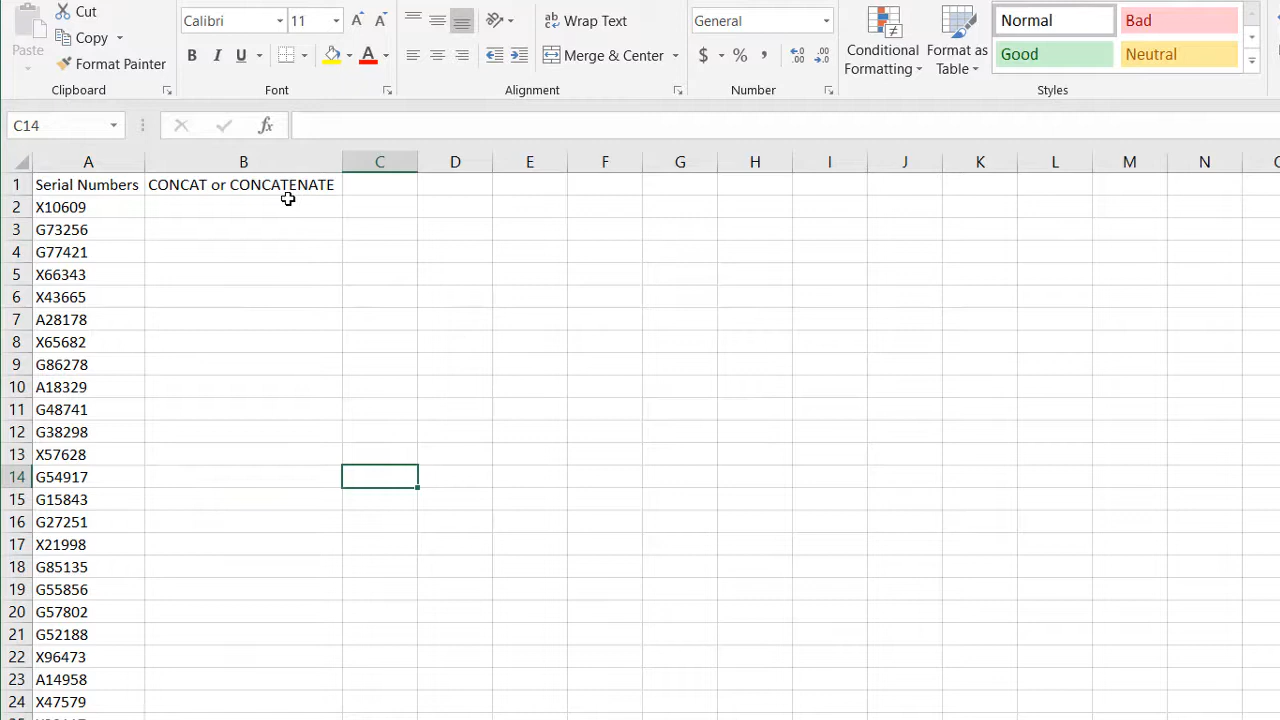 Cut
Calibri 11
Wrap Text
General
Normal Bad
Paste
Copy
Format Painter
B I U
A
Merge & Center
$ % ,
Conditional Formatting
Format as Table
Good Neutral
Clipboard Font Alignment Number Styles
C14 fx
A B C D E F G H I J K L M N
1 Serial Numbers CONCAT or CONCATENATE
2 X10609
3 G73256
4 G77421
5 X66343
6 X43665
7 A28178
8 X65682
9 G86278
10 A18329
11 G48741
12 G38298
13 X57628
14 G54917
15 G15843
16 G27251
17 X21998
18 G85135
19 G55856
20 G57802
21 G52188
22 X96473
23 A14958
24 X47579